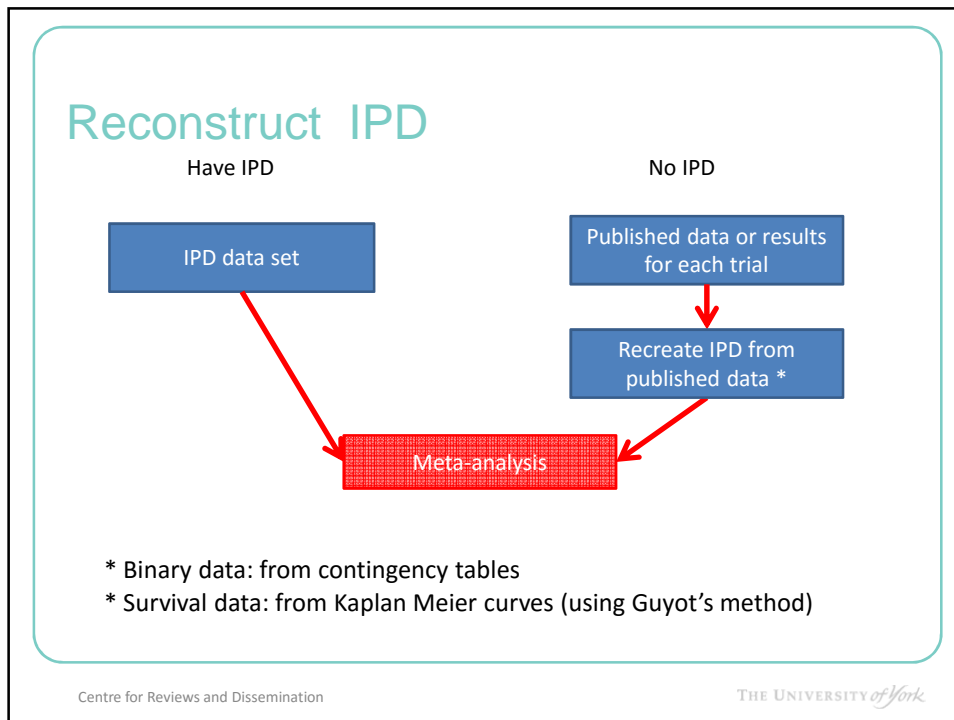 Reconstruct IPD
Have IPD
No IPD
IPD data set
Published data or results
for each trial
Recreate IPD from
published data *
Meta-analysis
* Binary data: from contingency tables
* Survival data: from Kaplan Meier curves (using Guyot’s method)
Centre for Reviews and Dissemination
THE UNIVERSITY of York